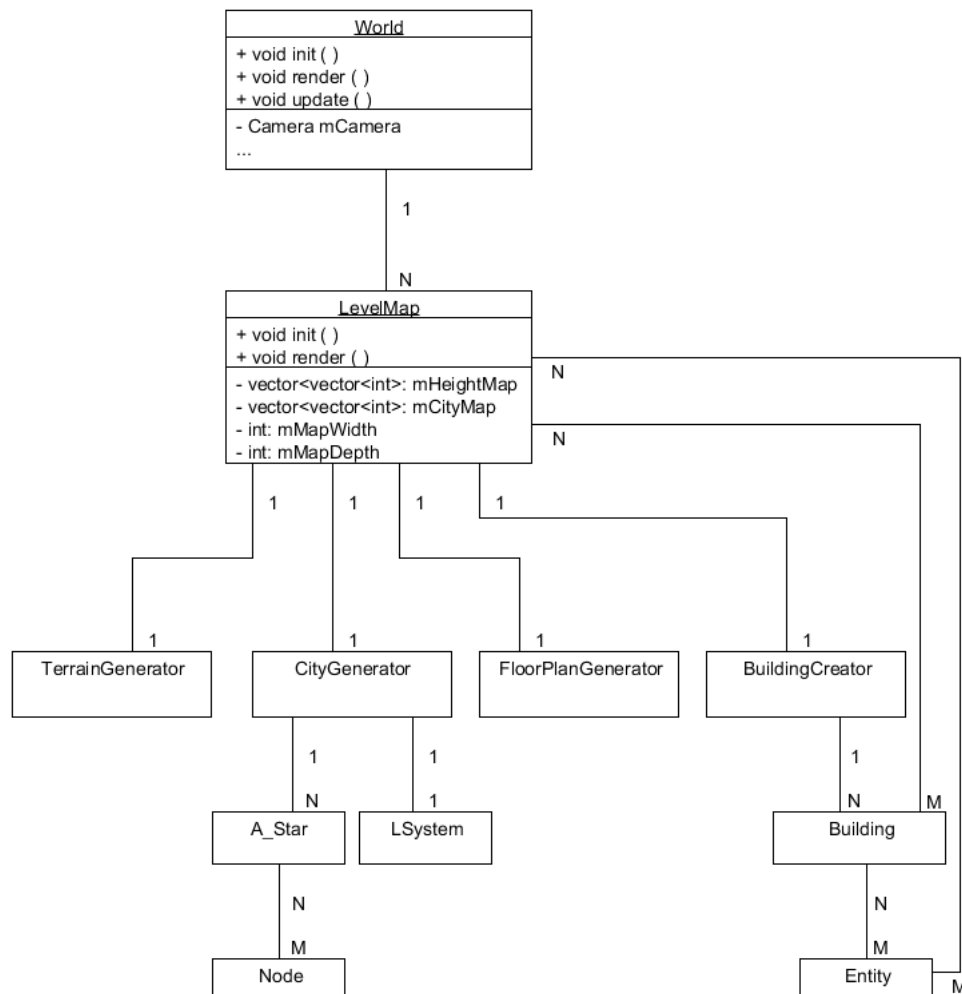 World
+ void init ( )
+ void render ( )
+ void update ( )
- Camera mCamera
...
1
N
LevelMap
+ void init ( )
+ void render ( )
- vector<vector<int>: mHeightMap
- vector<vector<int>: mCityMap
- int: mMapWidth
- int: mMapDepth
N
N
1
1
1
1
1
1
1
1
TerrainGenerator
CityGenerator
FloorPlanGenerator
BuildingCreator
1
1
1
N
1
N
M
A_Star
LSystem
Building
N
N
M
M
Node
Entity
M